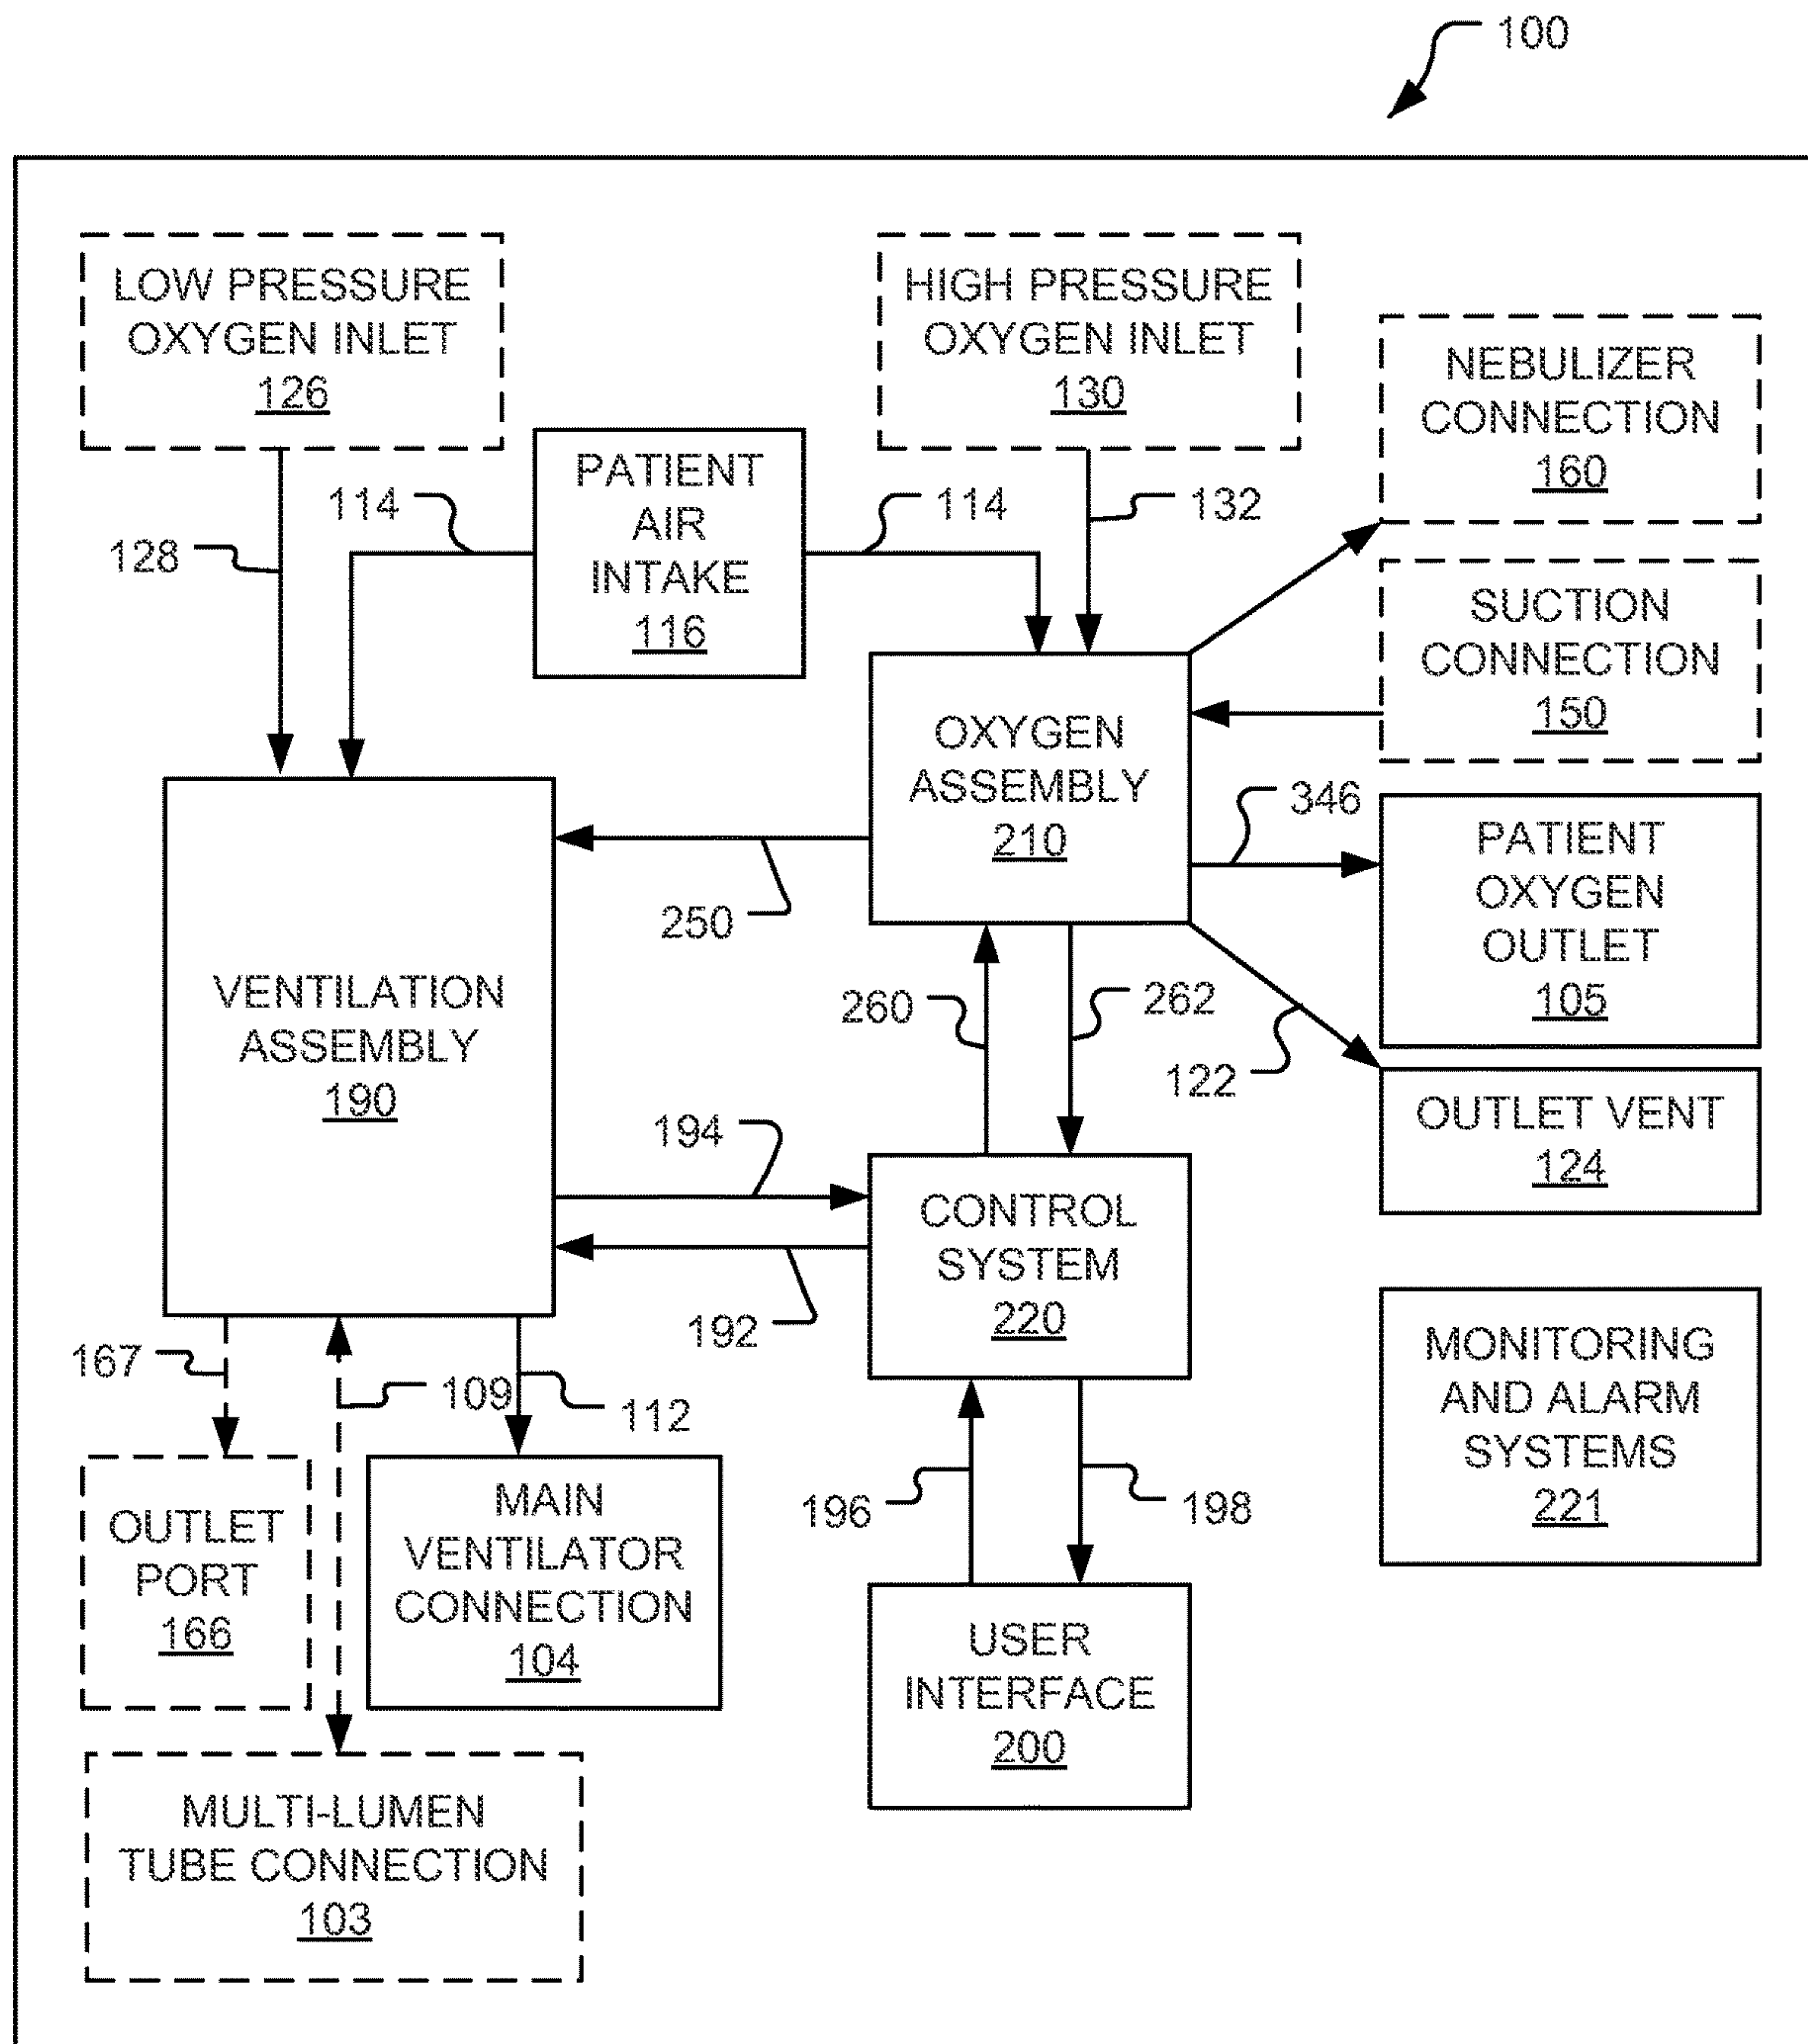 100
LOW PRESSURE
OXYGEN INLET
126
HIGH PRESSURE
OXYGEN INLET
130
NEBULIZER
CONNECTION
160
PATIENT
AIR
INTAKE
116
114
114
132
128
SUCTION
CONNECTION
150
OXYGEN
ASSEMBLY
210
346
PATIENT
OXYGEN
OUTLET
105
250
VENTILATION
ASSEMBLY
190
260
262
122
OUTLET VENT
124
194
CONTROL
SYSTEM
220
192
MONITORING
AND ALARM
SYSTEMS
221
167
109
112
OUTLET
PORT
166
MAIN
VENTILATOR
CONNECTION
104
196
198
USER
INTERFACE
200
MULTI-LUMEN
TUBE CONNECTION
103